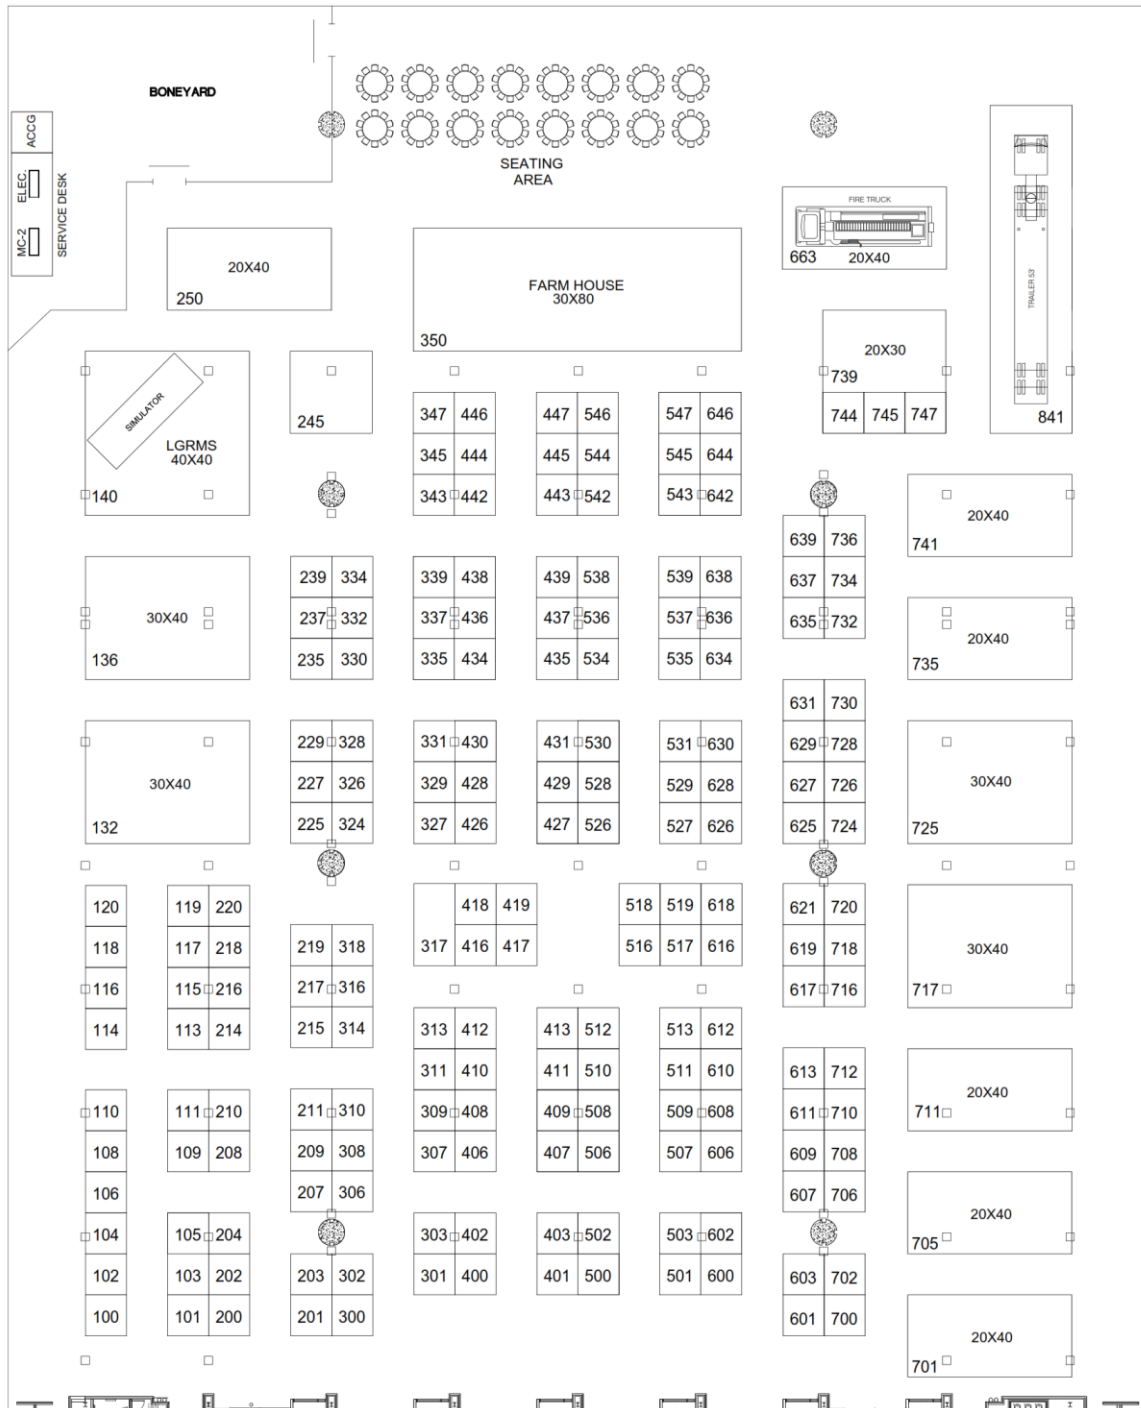 BONEYARD
ACCG
ELEC.
MC-2
SERVICE DESK
SEATING
AREA
FIRE TRUCK
663 20X40
TRAILER 53
841
20X40
250
FARM HOUSE
30X80
350
20X30
739
744 745 747
SIMULATOR
LGRMS
40X40
140
245
347 446 447 546 547 646
345 444 445 544 545 644
343 442 443 542 543 642
20X40
741
639 736
637 734
635 732
30X40
136
239 334 339 438 439 538 539 638
237 332 337 436 437 536 537 636
235 330 335 434 435 534 535 634
20X40
735
631 730
629 728
627 726
625 724
30X40
132
229 328 331 430 431 530 531 630
227 326 329 428 429 528 529 628
225 324 327 426 427 526 527 626
30X40
725
120 119 220
118 117 218
116 115 216
114 113 214
219 318
217 316
215 314
418 419
317 416 417
518 519 618
516 517 616
621 720
619 718
617 716
30X40
717
313 412 413 512 513 612
311 410 411 510 511 610
309 408 409 508 509 608
307 406 407 506 507 606
613 712
611 710
609 708
607 706
20X40
711
110 111 210 211 310
108 109 208 209 308
106 207 306
104 105 204
102 103 202 203 302
100 101 200 201 300
303 402 403 502 503 602
301 400 401 500 501 600
603 702
601 700
20X40
705
20X40
701